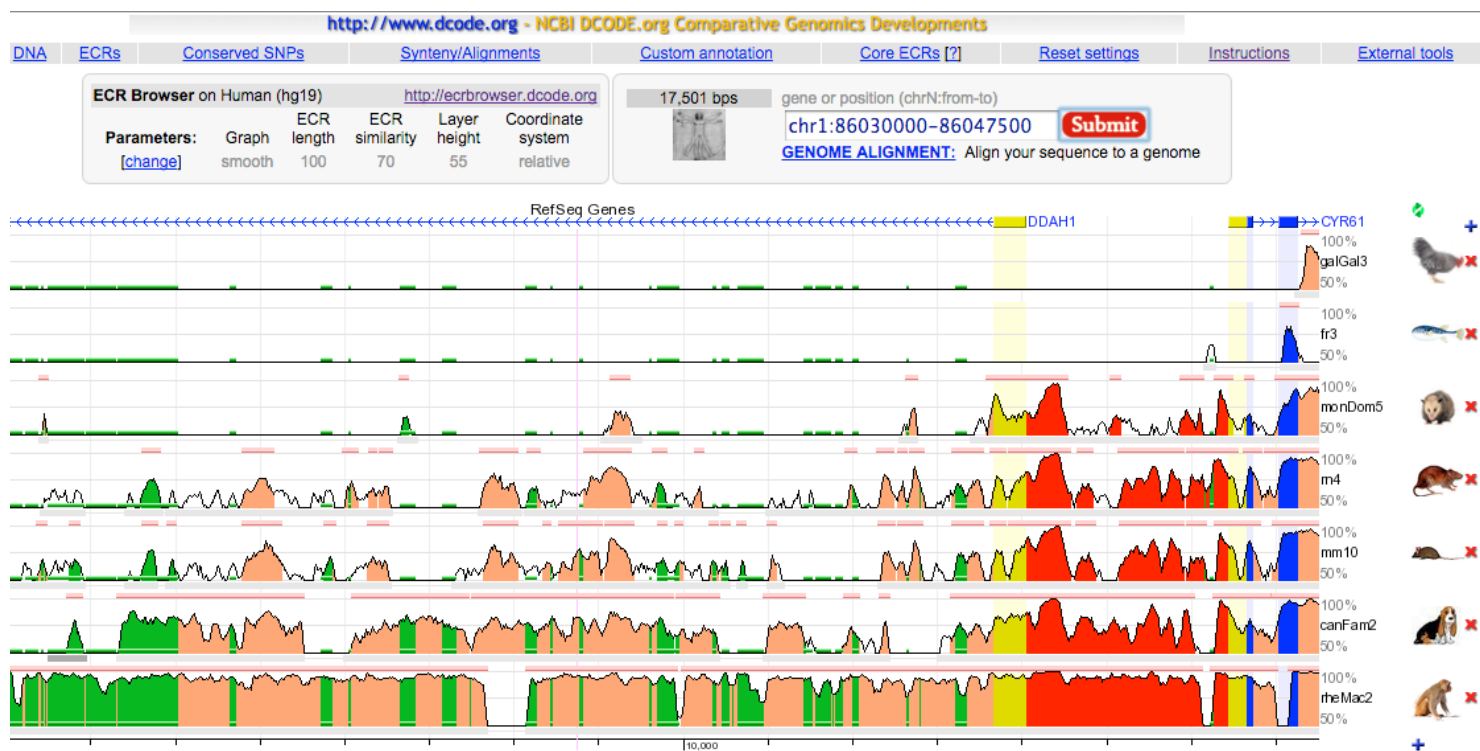 http://www.dcode.org - NCBI DCODE.org Comparative Genomics Developments
DNA ECRs Conserved SNPs Synteny/Alignments Custom annotation Core ECRs [?] Reset settings Instructions External tools
ECR Browser on Human (hg19) http://ecrbrowser.dcode.org
Parameters: Graph ECR length ECR similarity Layer height Coordinate system
[change] smooth 100 70 55 relative
17,501 bps gene or position (chrN:from-to)
chr1:86030000-86047500 Submit
GENOME ALIGNMENT: Align your sequence to a genome
RefSeq Genes
DDAH1 CYR61
100%
galGal3
50%
100%
fr3
50%
100%
monDom5
50%
100%
rn4
50%
100%
mm10
50%
100%
canFam2
50%
100%
rheMac2
50%
10,000